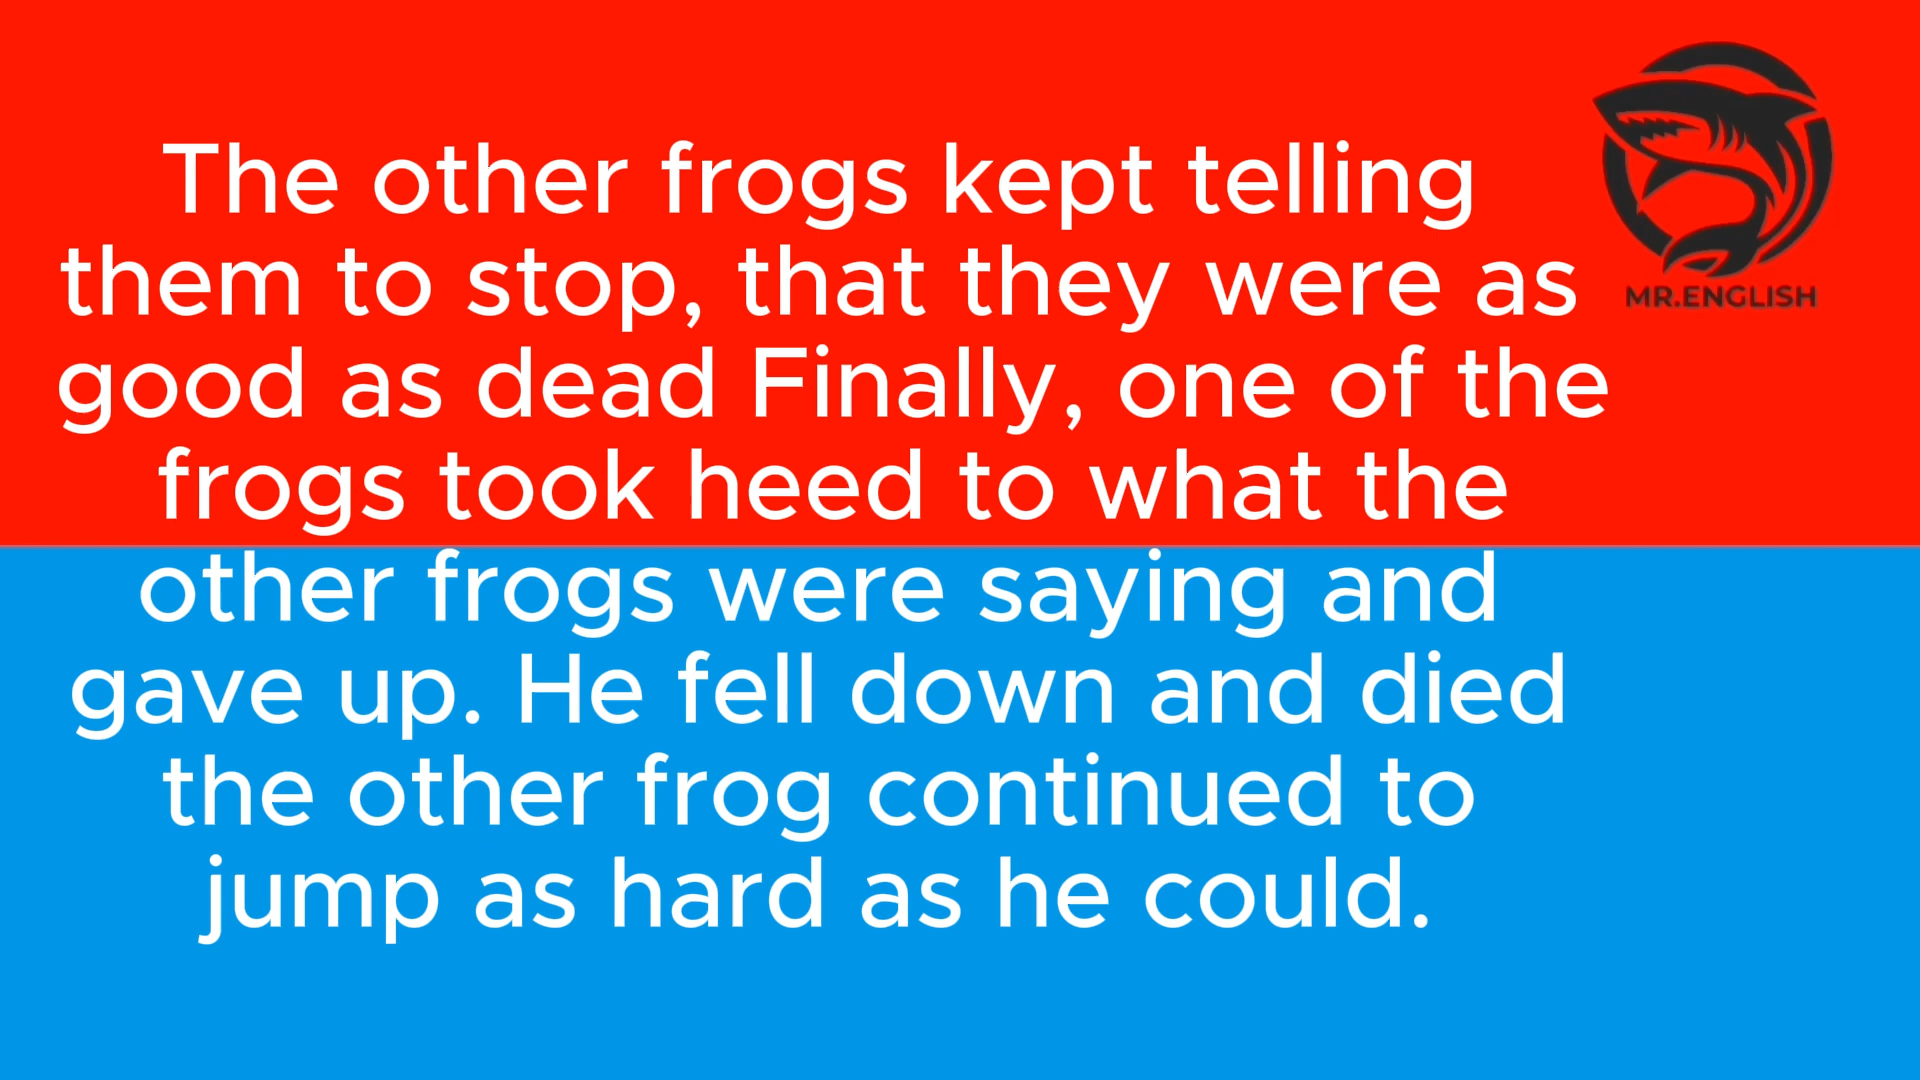 The other frogs kept telling
them to stop, that they were as
good as dead Finally, one of the
frogs took heed to what the
other frogs were saying and
gave up. He fell down and died
the other frog continued to
jump as hard as he could.
MR.ENGLISH